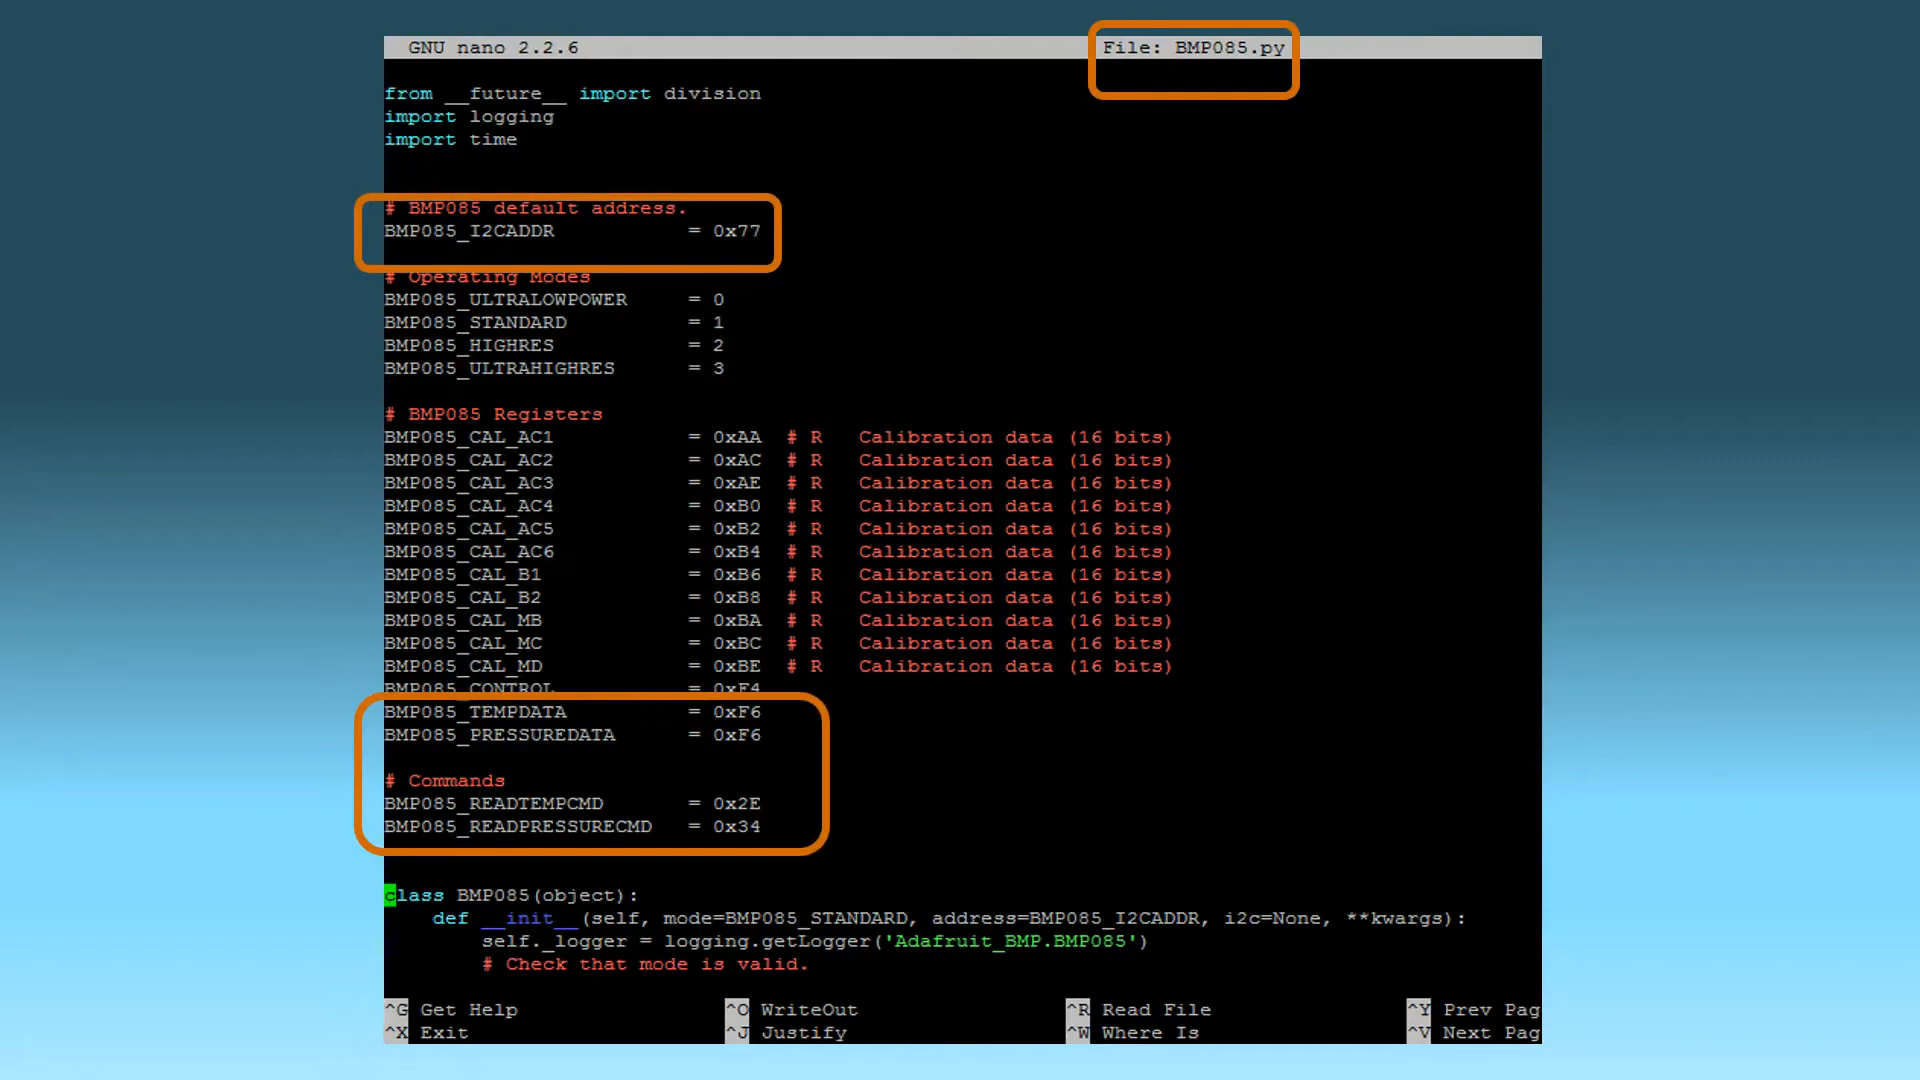 GNU nano 2.2.6 File: BMP085.py
from __future__ import division
import logging
import time
# BMP085 default address.
BMP085_I2CADDR = 0x77
# Operating Modes
BMP085_ULTRALOWPOWER = 0
BMP085_STANDARD = 1
BMP085_HIGHRES = 2
BMP085_ULTRAHIGHRES = 3
# BMP085 Registers
BMP085_CAL_AC1 = 0xAA # R Calibration data (16 bits)
BMP085_CAL_AC2 = 0xAC # R Calibration data (16 bits)
BMP085_CAL_AC3 = 0xAE # R Calibration data (16 bits)
BMP085_CAL_AC4 = 0xB0 # R Calibration data (16 bits)
BMP085_CAL_AC5 = 0xB2 # R Calibration data (16 bits)
BMP085_CAL_AC6 = 0xB4 # R Calibration data (16 bits)
BMP085_CAL_B1 = 0xB6 # R Calibration data (16 bits)
BMP085_CAL_B2 = 0xB8 # R Calibration data (16 bits)
BMP085_CAL_MB = 0xBA # R Calibration data (16 bits)
BMP085_CAL_MC = 0xBC # R Calibration data (16 bits)
BMP085_CAL_MD = 0xBE # R Calibration data (16 bits)
BMP085_CONTROL = 0xF4
BMP085_TEMPDATA = 0xF6
BMP085_PRESSUREDATA = 0xF6
# Commands
BMP085_READTEMPCMD = 0x2E
BMP085_READPRESSURECMD = 0x34
class BMP085(object):
def __init__(self, mode=BMP085_STANDARD, address=BMP085_I2CADDR, i2c=None, **kwargs):
self._logger = logging.getLogger('Adafruit_BMP.BMP085')
# Check that mode is valid.
^G Get Help ^O WriteOut ^R Read File ^Y Prev Pag
^X Exit ^J Justify ^W Where Is ^V Next Pag